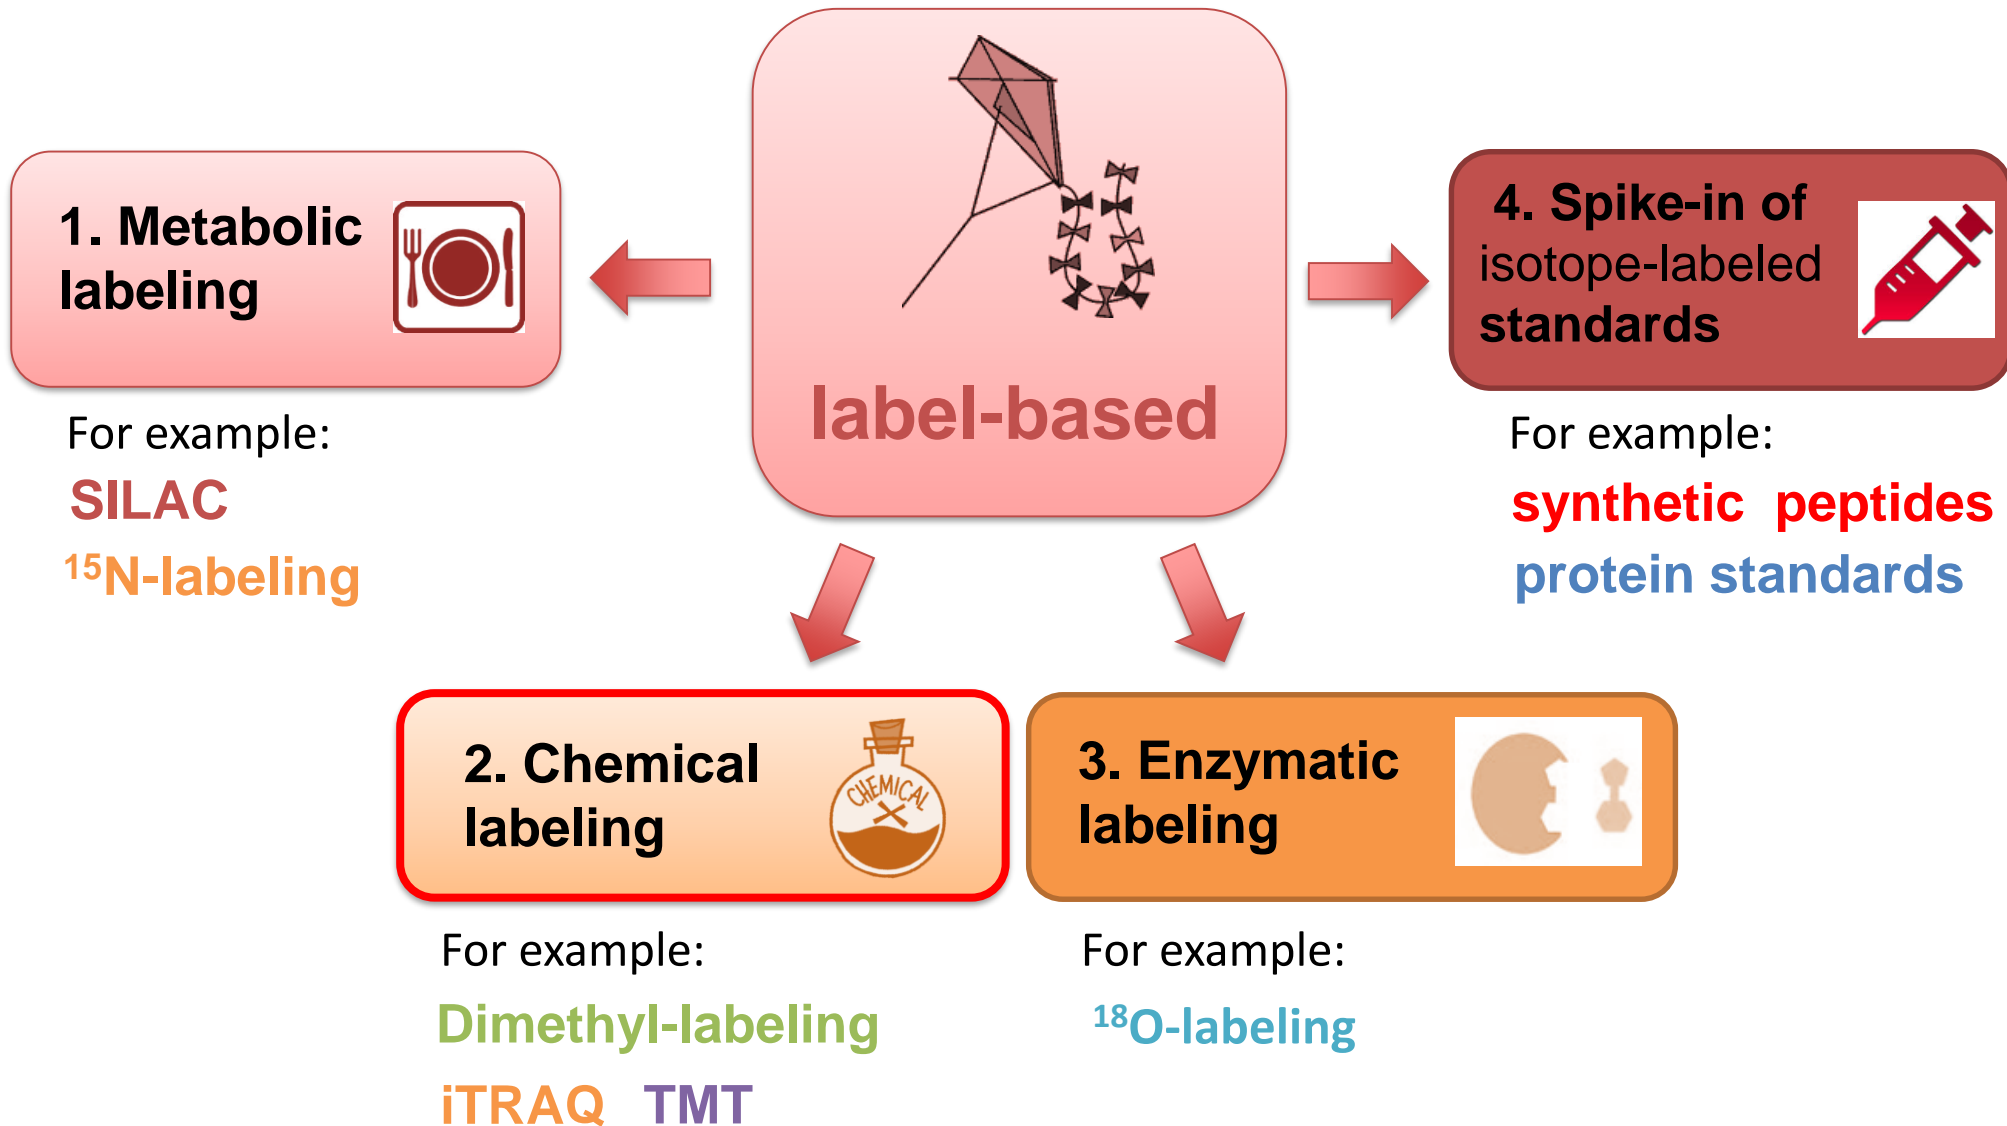 label-based
1. Metabolic
labeling
For example:
SILAC
¹⁵N-labeling
2. Chemical
labeling
CHEMICAL
For example:
Dimethyl-labeling
iTRAQ TMT
3. Enzymatic
labeling
For example:
¹⁸O-labeling
4. Spike-in of
isotope-labeled
standards
For example:
synthetic peptides
protein standards